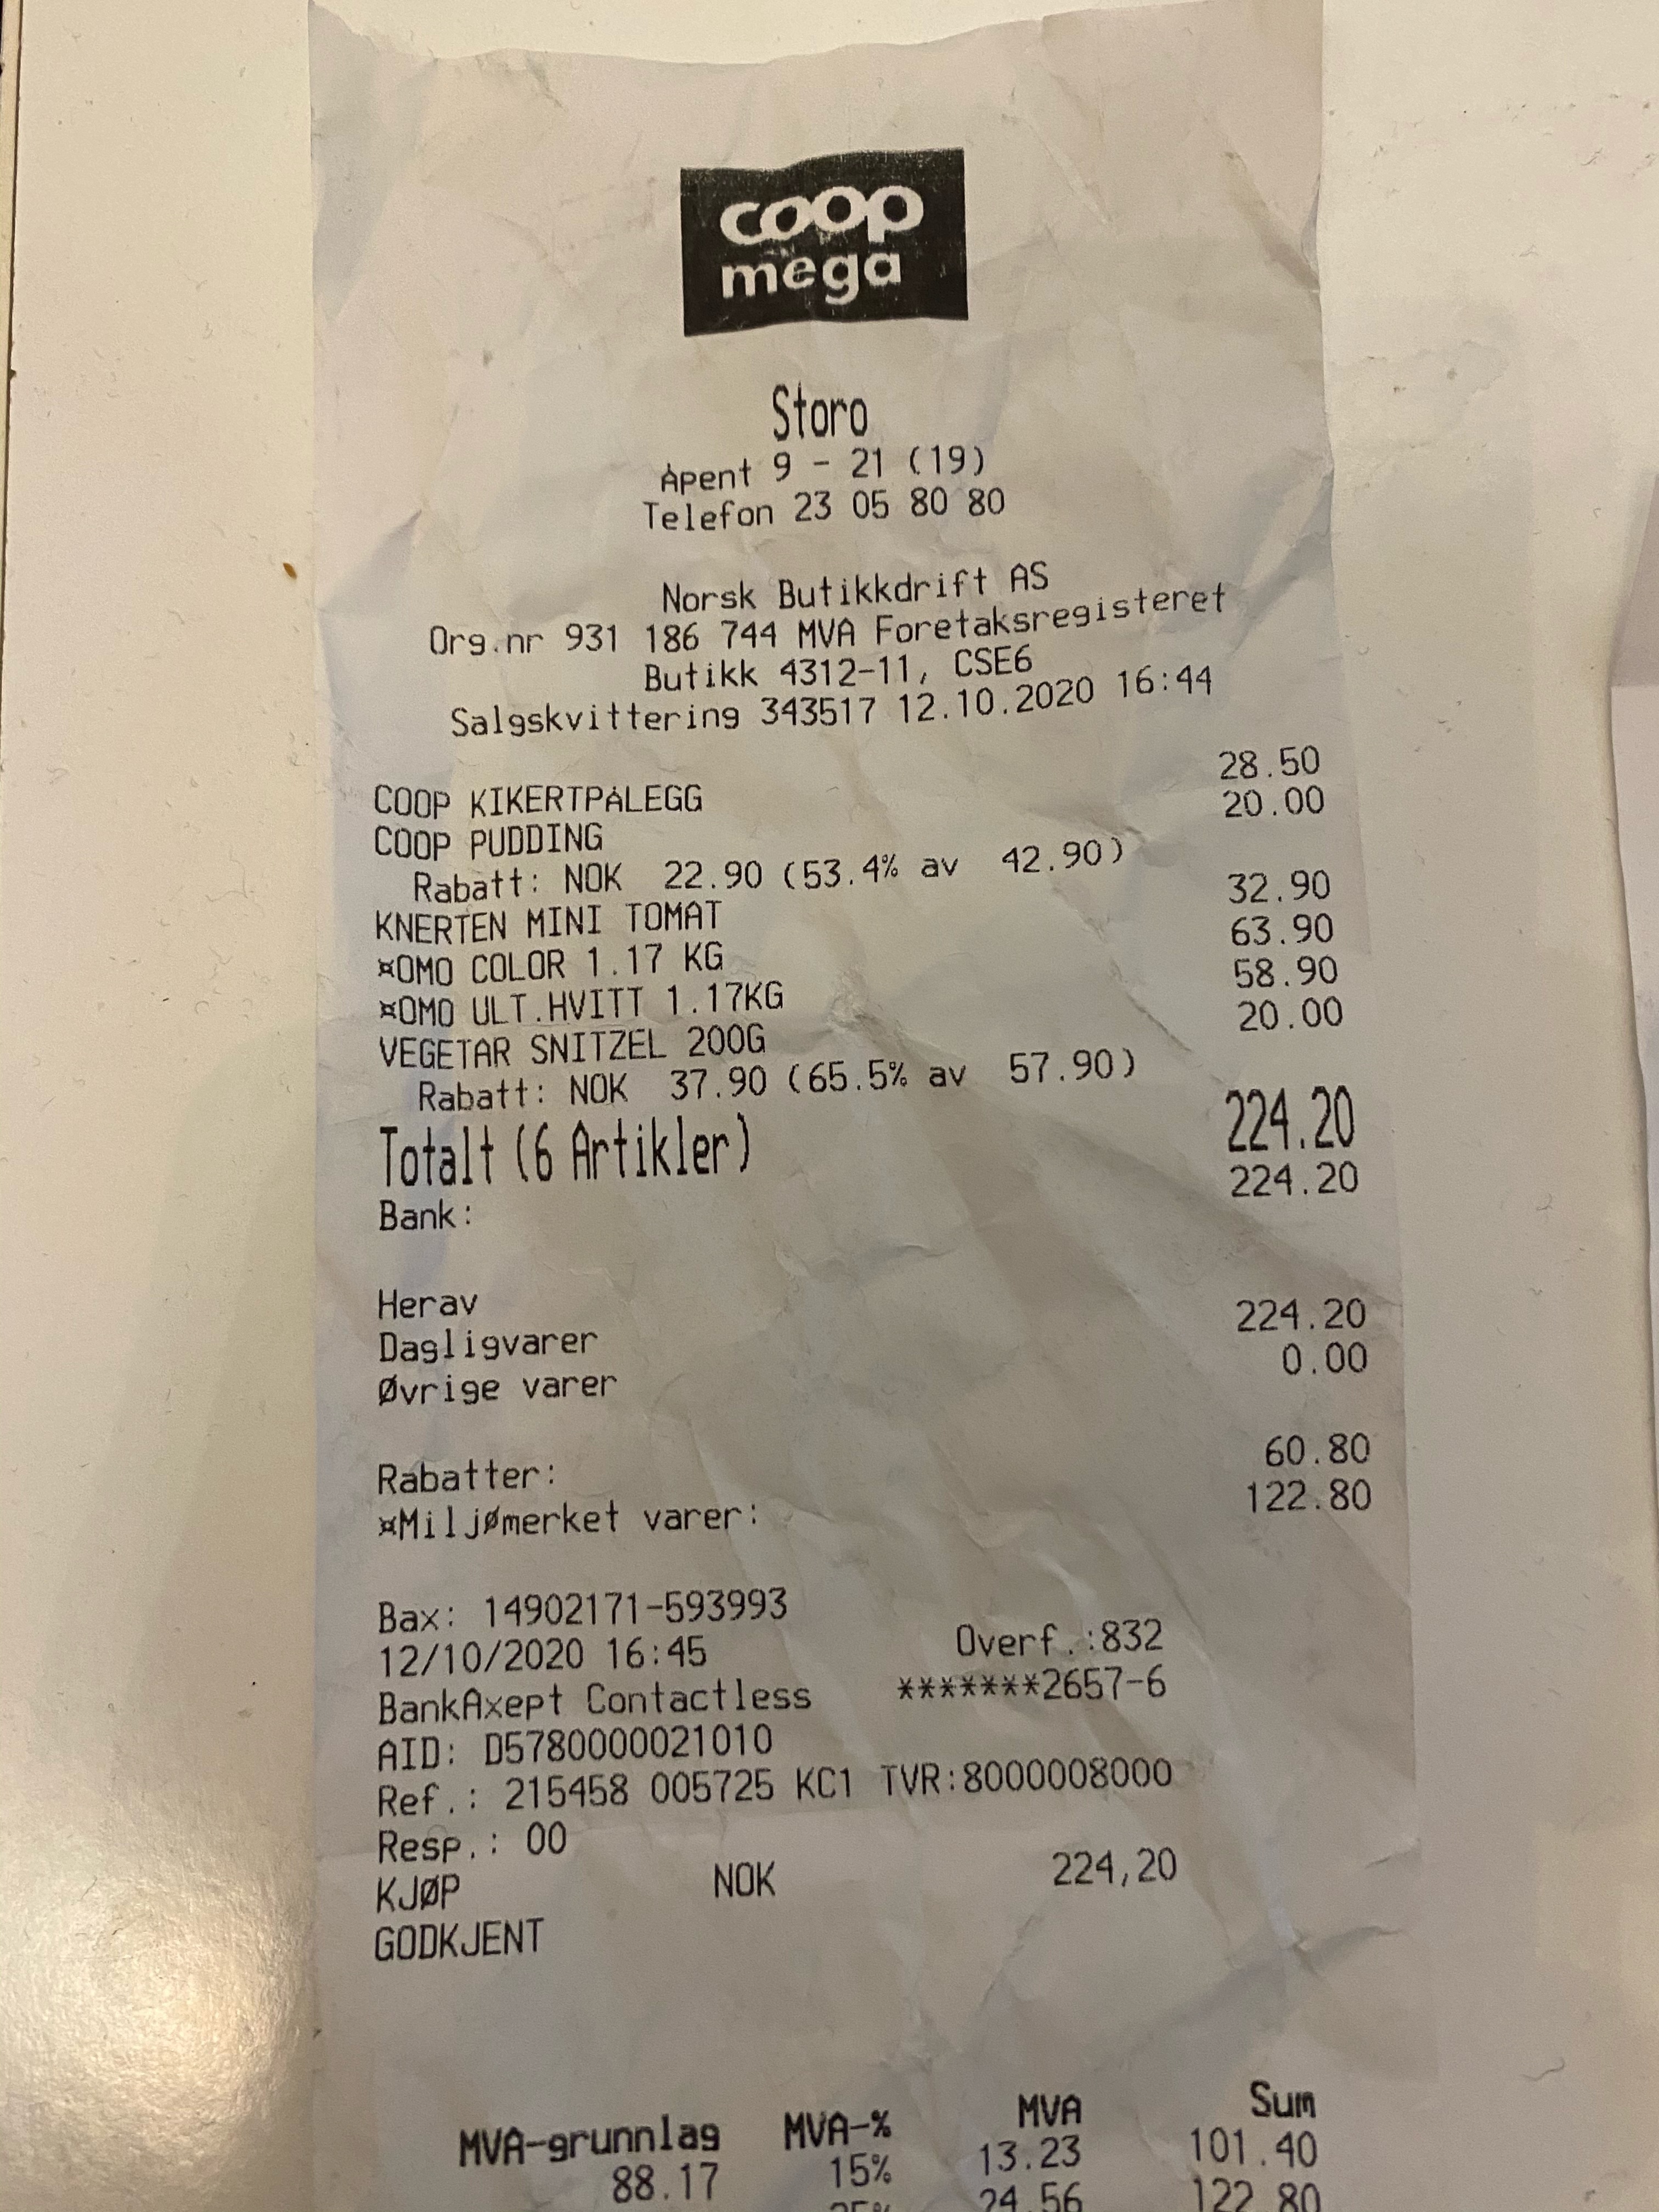 coop
mega
Storo
Åpent 9 - 21 (19)
Telefon 23 05 80 80
Norsk Butikkdrift AS
Org.nr 931 186 744 MVA Foretaksregisteret
Butikk 4312-11, CSE6
Salgskvittering 343517 12.10.2020 16:44
COOP KIKERTPÅLEGG 28.50
COOP PUDDING 20.00
Rabatt: NOK 22.90 (53.4% av 42.90)
KNERTEN MINI TOMAT 32.90
¤OMO COLOR 1.17 KG 63.90
¤OMO ULT.HVITT 1.17KG 58.90
VEGETAR SNITZEL 200G 20.00
Rabatt: NOK 37.90 (65.5% av 57.90)
Totalt (6 Artikler) 224.20
Bank: 224.20
Herav
Dagligvarer 224.20
Øvrige varer 0.00
Rabatter: 60.80
¤Miljømerket varer: 122.80
Bax: 14902171-593993
12/10/2020 16:45 Overf.:832
BankAxept Contactless *******2657-6
AID: D5780000021010
Ref.: 215458 005725 KC1 TVR:8000008000
Resp.: 00
KJØP NOK 224,20
GODKJENT
MVA-grunnlag MVA-% MVA Sum
88.17 15% 13.23 101.40
25% 24.56 122.80